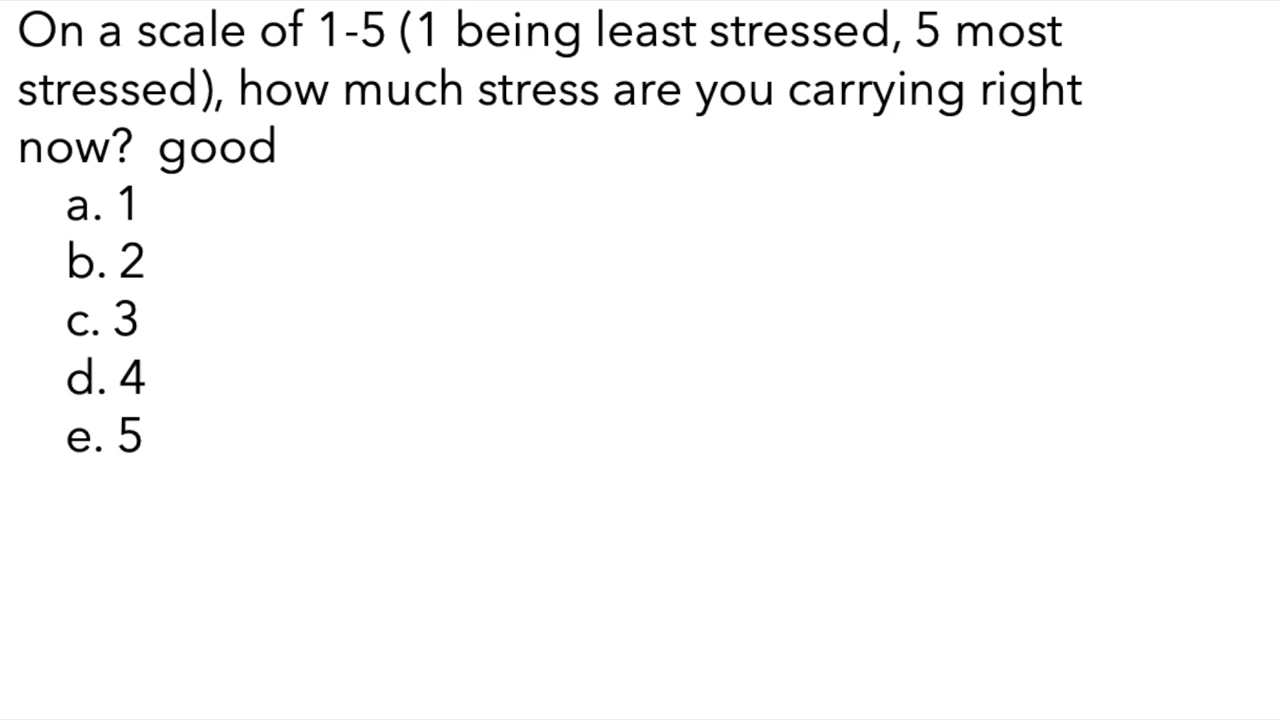 On a scale of 1-5 (1 being least stressed, 5 most
stressed), how much stress are you carrying right
now?  good
a. 1
b. 2
c. 3
d. 4
e. 5